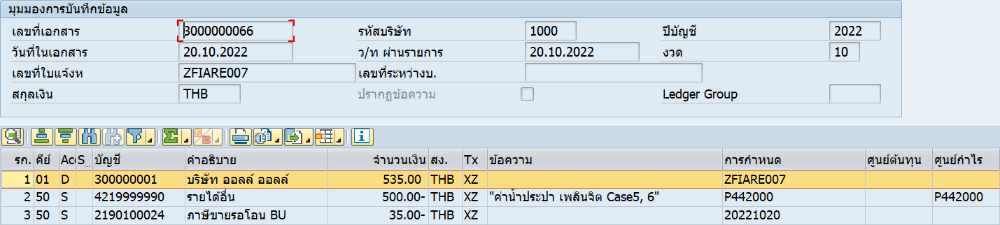 มุมมองการบันทึกข้อมูล
เลขที่เอกสาร 3000000066 รหัสบริษัท 1000 ปีบัญชี 2022
วันที่ในเอกสาร 20.10.2022 ว/ท ผ่านรายการ 20.10.2022 งวด 10
เลขที่ใบแจ้งห ZFIARE007 เลขที่ระหว่างบ.
สกุลเงิน THB ปรากฏข้อความ Ledger Group
รก. คีย์ Acc S... บัญชี คำอธิบาย จำนวนเงิน สง. Tx ข้อความ การกำหนด ศูนย์ต้นทุน ศูนย์กำไร
1 01 D 300000001 บริษัท ออลล์ ออลล์ 535.00 THB XZ ZFIARE007
2 50 S 4219999990 รายได้อื่น 500.00- THB XZ "ค่าน้ำประปา เพลินจิต Case5, 6" P442000 P442000
3 50 S 2190100024 ภาษีขายรอโอน BU 35.00- THB XZ 20221020